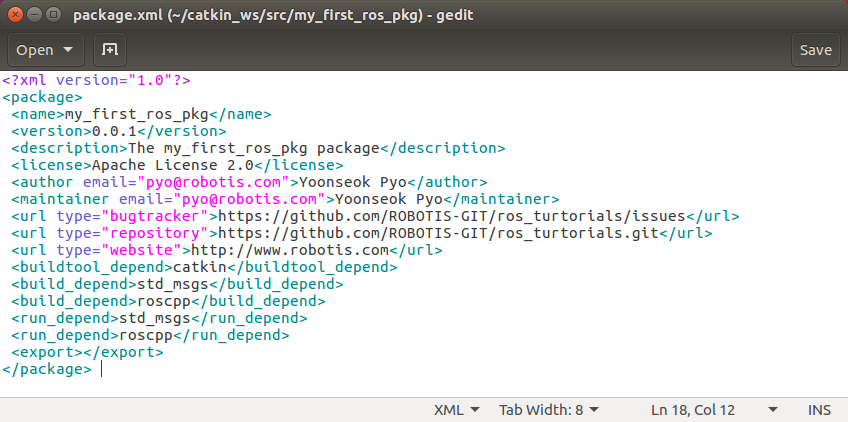 package.xml (~/catkin_ws/src/my_first_ros_pkg) - gedit
Open Save
<?xml version="1.0"?>
<package>
 <name>my_first_ros_pkg</name>
 <version>0.0.1</version>
 <description>The my_first_ros_pkg package</description>
 <license>Apache License 2.0</license>
 <author email="pyo@robotis.com">Yoonseok Pyo</author>
 <maintainer email="pyo@robotis.com">Yoonseok Pyo</maintainer>
 <url type="bugtracker">https://github.com/ROBOTIS-GIT/ros_turtorials/issues</url>
 <url type="repository">https://github.com/ROBOTIS-GIT/ros_turtorials.git</url>
 <url type="website">http://www.robotis.com</url>
 <buildtool_depend>catkin</buildtool_depend>
 <build_depend>std_msgs</build_depend>
 <build_depend>roscpp</build_depend>
 <run_depend>std_msgs</run_depend>
 <run_depend>roscpp</run_depend>
 <export></export>
</package>
XML Tab Width: 8 Ln 18, Col 12 INS